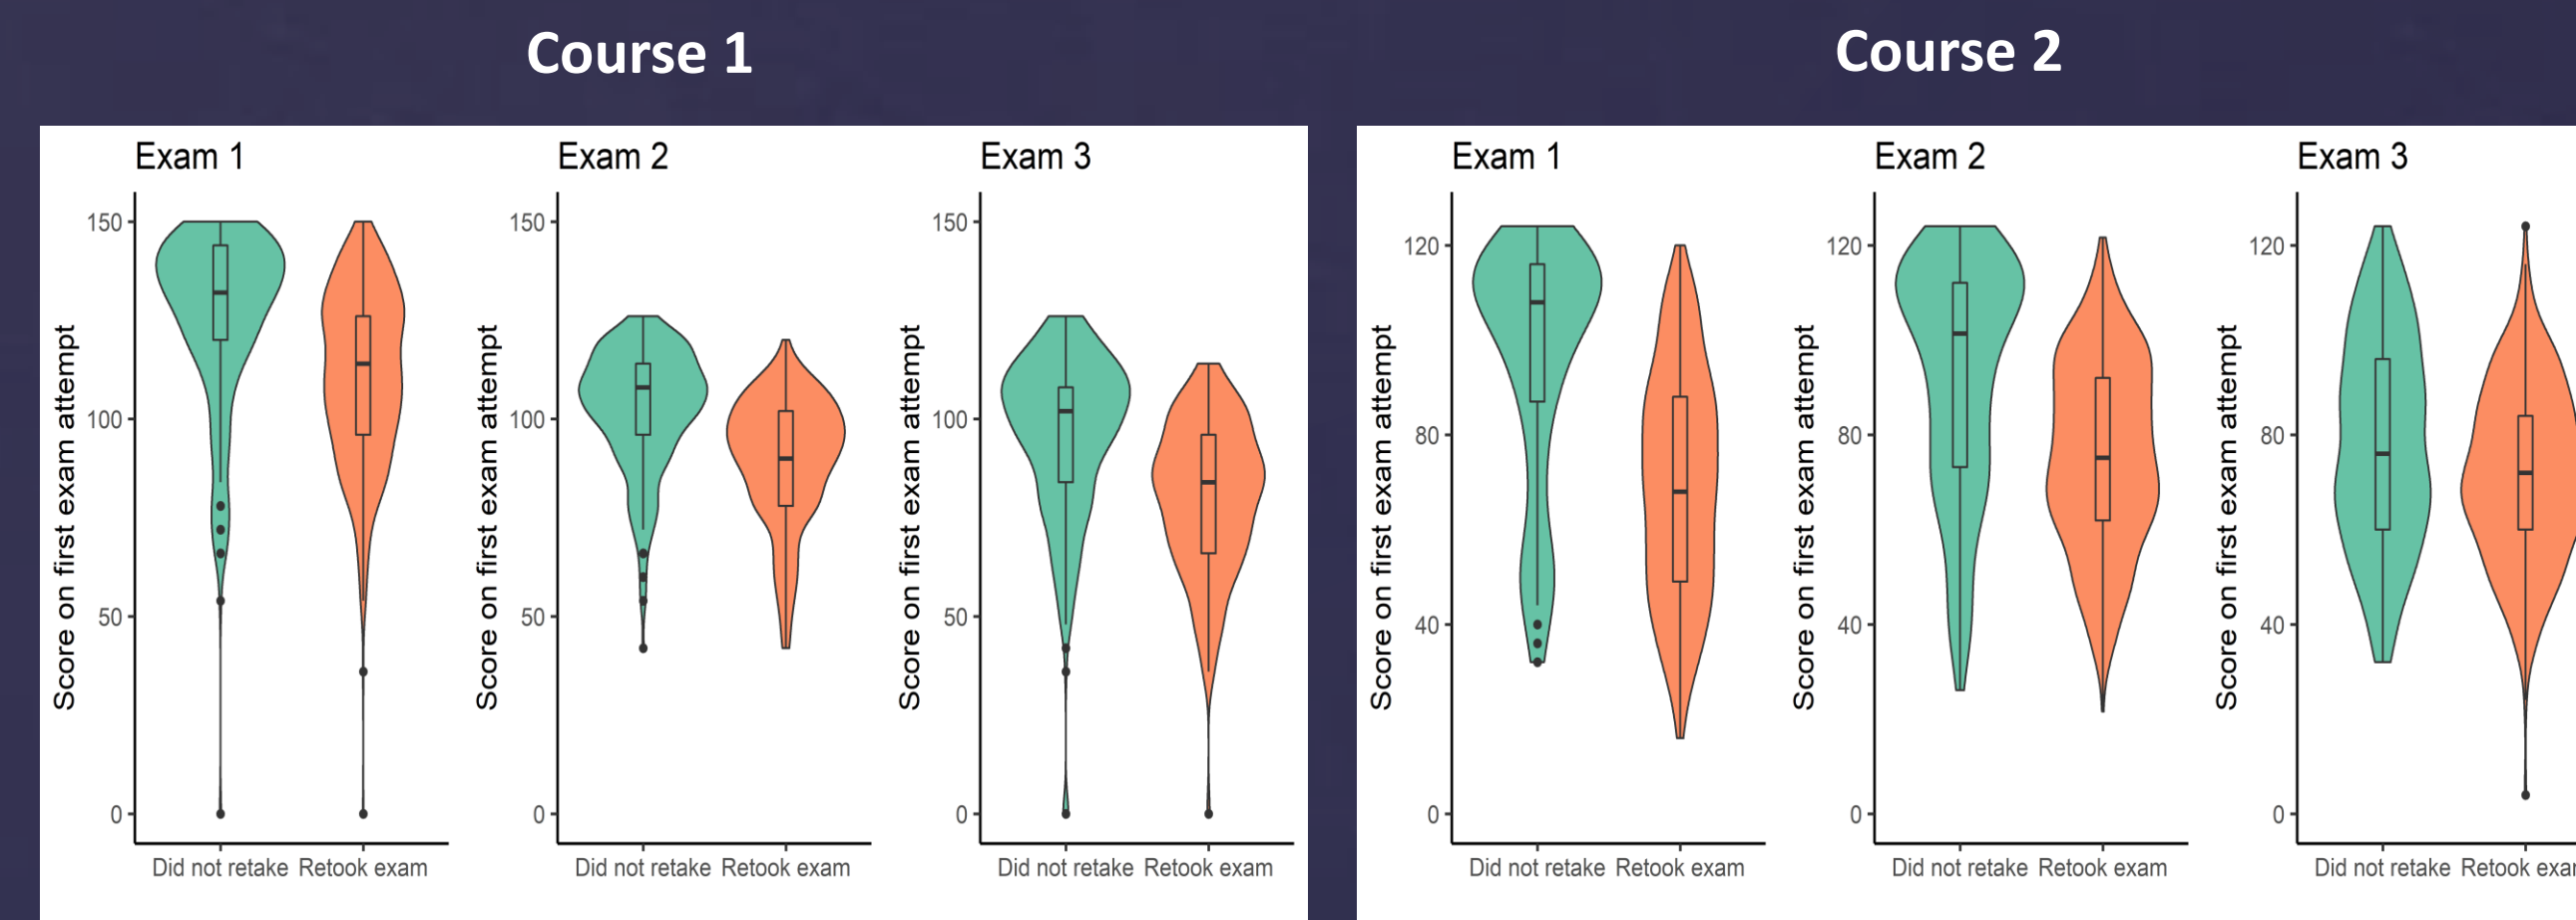 Course 1
Course 2
Exam 1
Exam 2
Exam 3
Exam 1
Exam 2
Exam 3
Score on first exam attempt
150
100
50
0
Did not retake Retook exam
Score on first exam attempt
150
100
50
0
Did not retake Retook exam
Score on first exam attempt
150
100
50
0
Did not retake Retook exam
Score on first exam attempt
120
80
40
0
Did not retake Retook exam
Score on first exam attempt
120
80
40
0
Did not retake Retook exam
Score on first exam attempt
120
80
40
0
Did not retake Retook